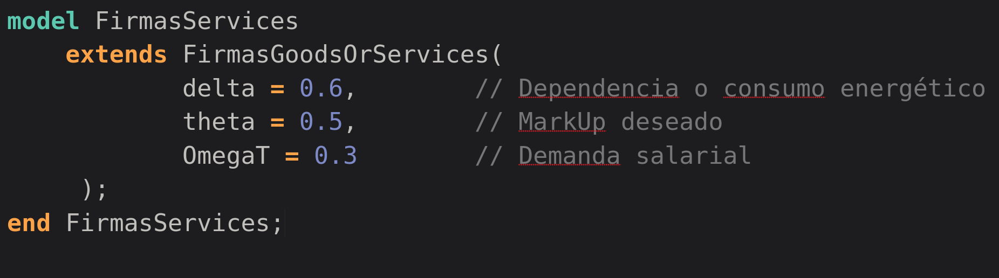 model FirmasServices
    extends FirmasGoodsOrServices(
            delta = 0.6,        // Dependencia o consumo energético
            theta = 0.5,        // MarkUp deseado
            OmegaT = 0.3        // Demanda salarial
     );
end FirmasServices;